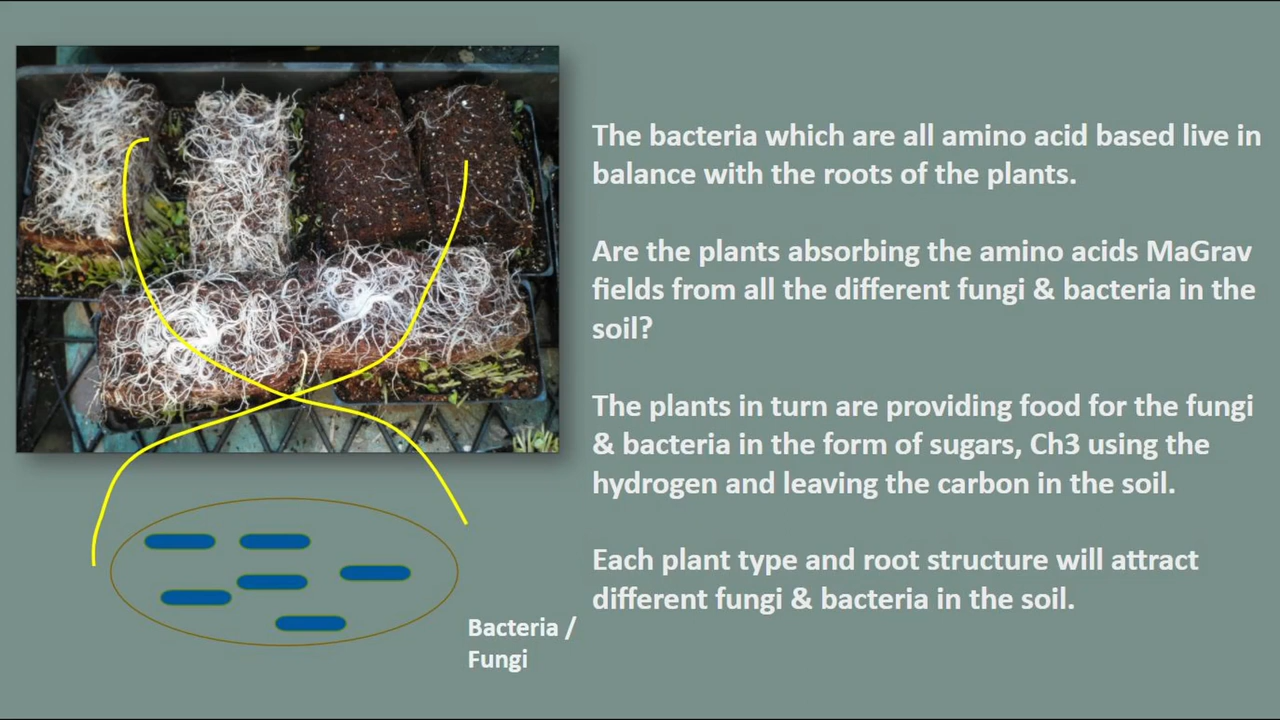 The bacteria which are all amino acid based live in
balance with the roots of the plants.
Are the plants absorbing the amino acids MaGrav
fields from all the different fungi & bacteria in the
soil?
The plants in turn are providing food for the fungi
& bacteria in the form of sugars, Ch3 using the
hydrogen and leaving the carbon in the soil.
Each plant type and root structure will attract
different fungi & bacteria in the soil.
Bacteria /
Fungi